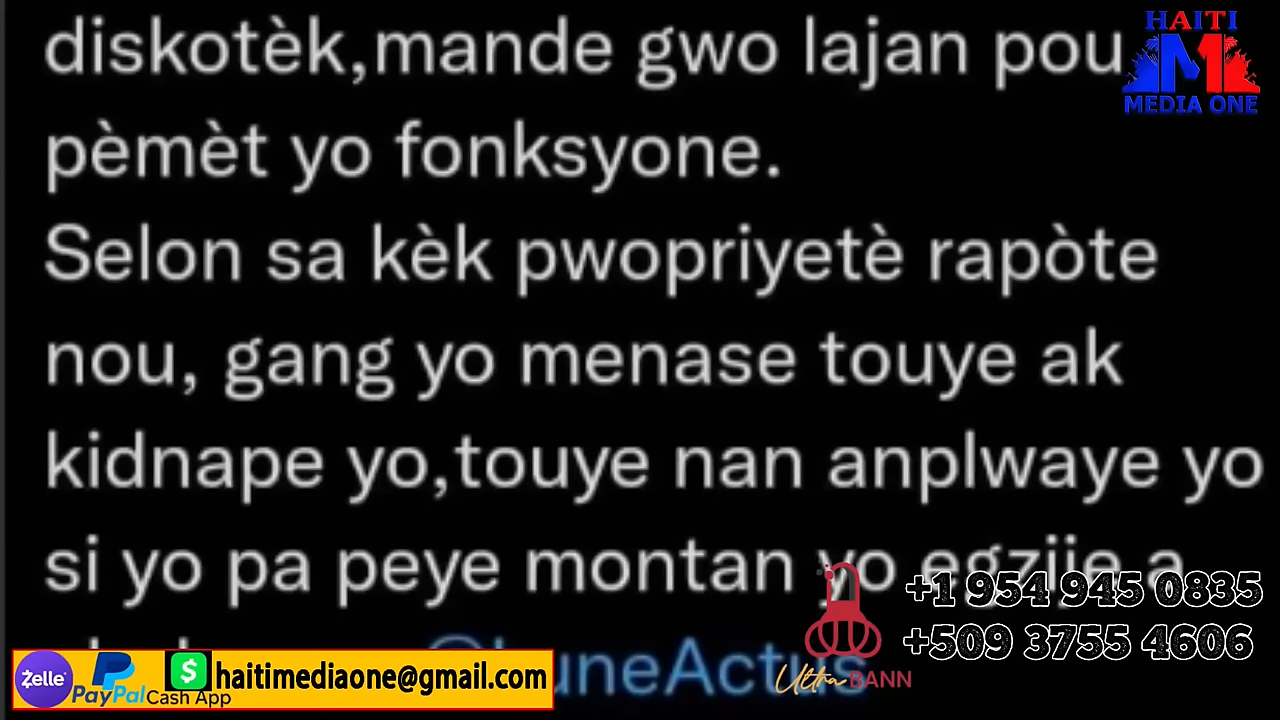 diskotèk,mande gwo lajan pou
HAITI
M
MEDIA ONE
pèmèt yo fonksyone.
Selon sa kèk pwopriyetè rapòte
nou, gang yo menase touye ak
kidnape yo,touye nan anplwaye yo
si yo pa peye montan yo egzije a
+1 954 945 0835
+509 3755 4606
Zelle
PayPal
$
Cash App
haitimediaone@gmail.com
Ultra BANN